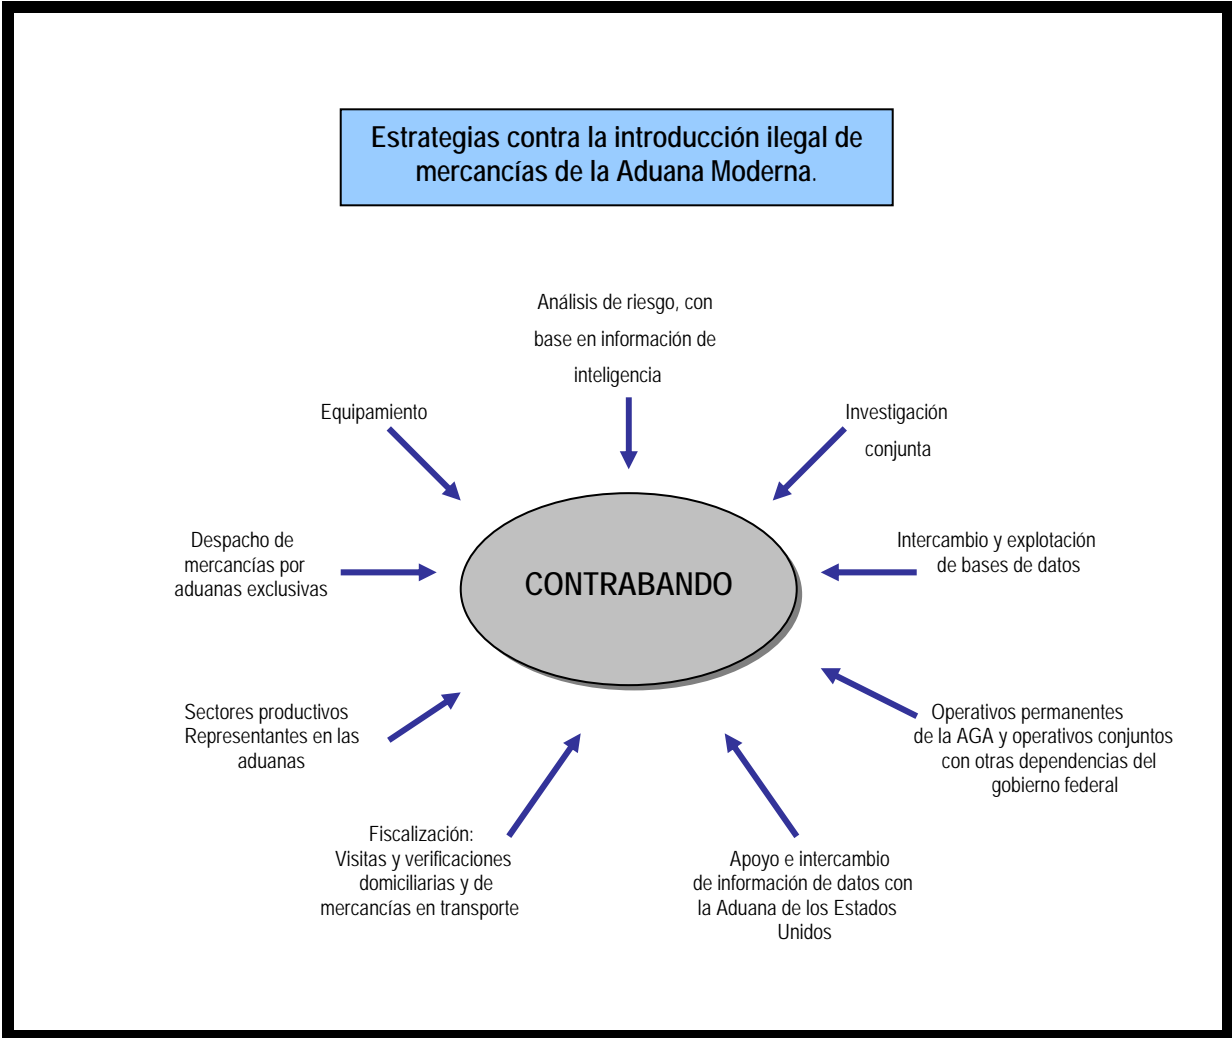 Estrategias contra la introducción ilegal de
mercancías de la Aduana Moderna.
Análisis de riesgo, con
base en información de
inteligencia
Equipamiento
Investigación
conjunta
Despacho de
mercancías por
aduanas exclusivas
CONTRABANDO
Intercambio y explotación
de bases de datos
Sectores productivos
Representantes en las
aduanas
Operativos permanentes
de la AGA y operativos conjuntos
con otras dependencias del
gobierno federal
Fiscalización:
Visitas y verificaciones
domiciliarias y de
mercancías en transporte
Apoyo e intercambio
de información de datos con
la Aduana de los Estados
Unidos